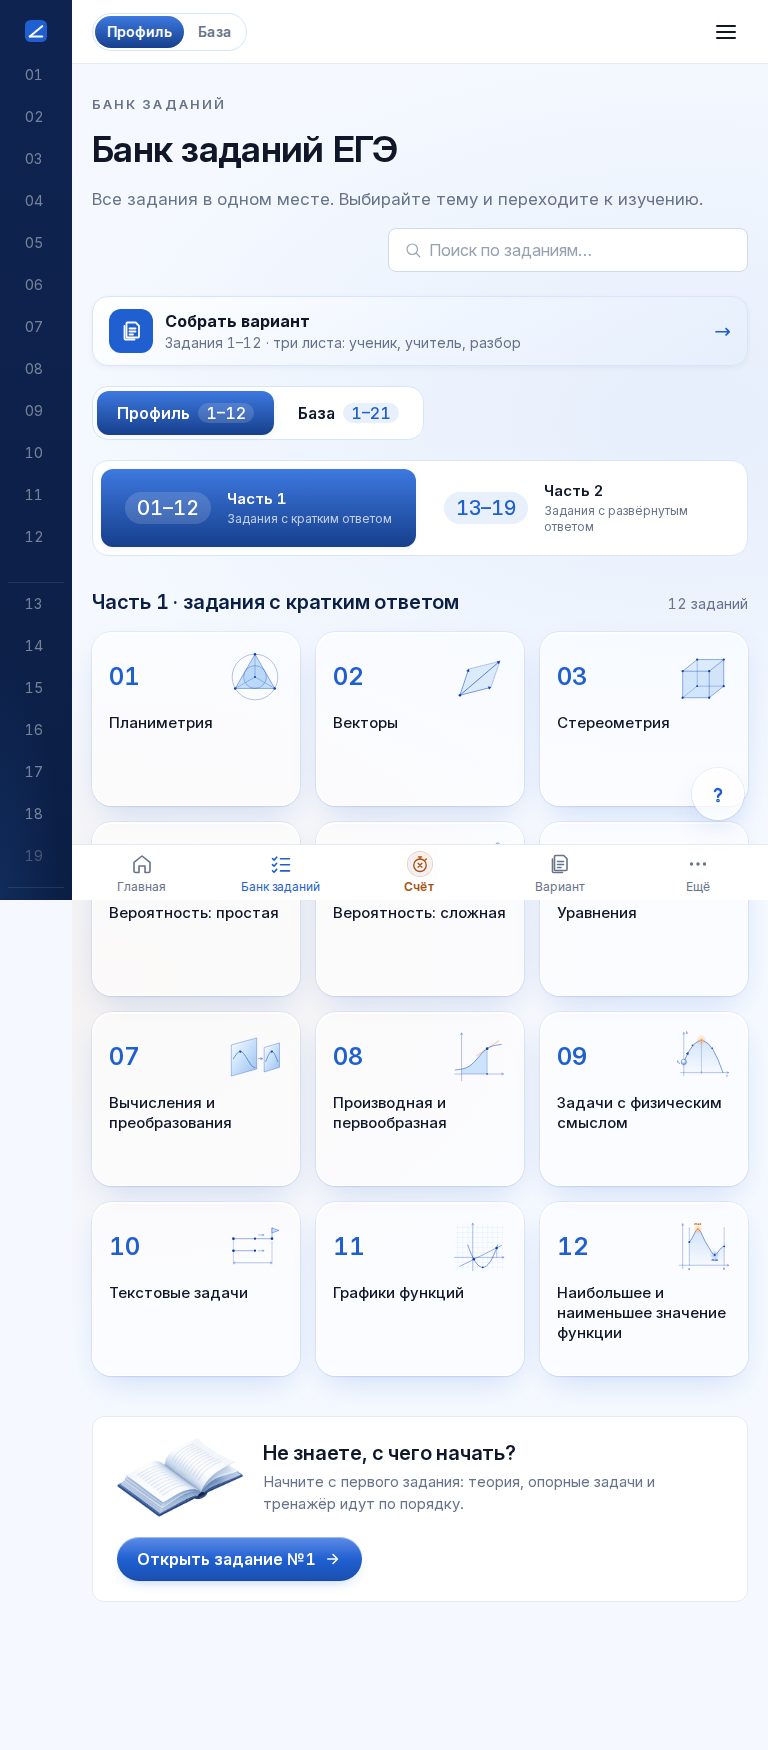 01
02
03
04
05
06
07
08
09
10
11
12
13
14
15
16
17
18
19
Профиль База
БАНК ЗАДАНИЙ
Банк заданий ЕГЭ
Все задания в одном месте. Выбирайте тему и переходите к изучению.
Поиск по заданиям...
Собрать вариант
Задания 1–12 · три листа: ученик, учитель, разбор
→
Профиль 1–12 База 1–21
01–12
Часть 1
Задания с кратким ответом
13–19
Часть 2
Задания с развёрнутым
ответом
Часть 1 · задания с кратким ответом
12 заданий
01
Планиметрия
02
Векторы
03
Стереометрия
?
Главная
Банк заданий
Счёт
Вариант
Ещё
Вероятность: простая
Вероятность: сложная
Уравнения
07
Вычисления и
преобразования
08
Производная и
первообразная
09
Задачи с физическим
смыслом
10
Текстовые задачи
11
Графики функций
12
Наибольшее и
наименьшее значение
функции
Не знаете, с чего начать?
Начните с первого задания: теория, опорные задачи и
тренажёр идут по порядку.
Открыть задание №1 →